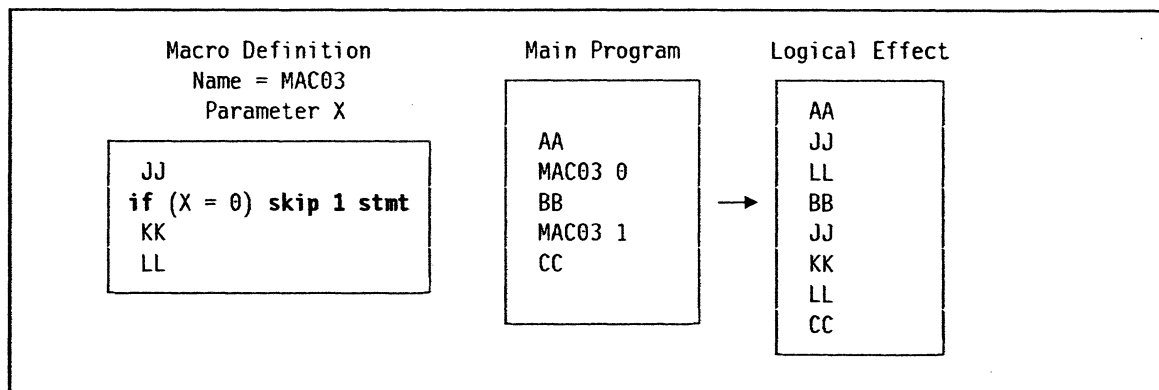 Macro Definition
Name = MAC03
Parameter X
JJ
if (X = 0) skip 1 stmt
KK
LL
Main Program
AA
MAC03 0
BB
MAC03 1
CC
Logical Effect
AA
JJ
LL
BB
JJ
KK
LL
CC